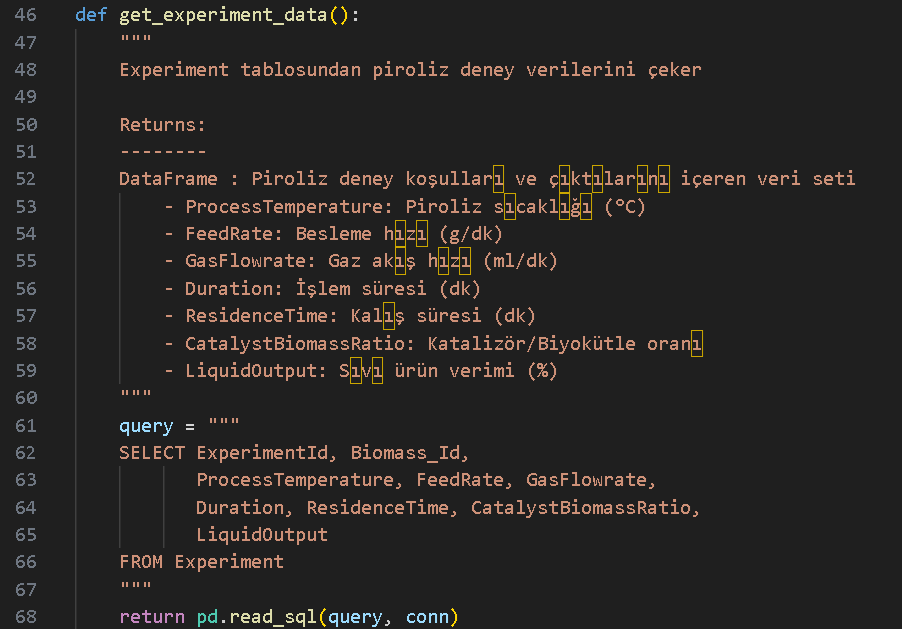 46 def get_experiment_data():
47 """
48 Experiment tablosundan piroliz deney verilerini çeker
49
50 Returns:
51 --------
52 DataFrame : Piroliz deney koşulları ve çıktılarını içeren veri seti
53 - ProcessTemperature: Piroliz sıcaklığı (°C)
54 - FeedRate: Besleme hızı (g/dk)
55 - GasFlowrate: Gaz akış hızı (ml/dk)
56 - Duration: İşlem süresi (dk)
57 - ResidenceTime: Kalış süresi (dk)
58 - CatalystBiomassRatio: Katalizör/Biyokütle oranı
59 - LiquidOutput: Sıvı ürün verimi (%)
60 """
61 query = """
62 SELECT ExperimentId, Biomass_Id,
63 ProcessTemperature, FeedRate, GasFlowrate,
64 Duration, ResidenceTime, CatalystBiomassRatio,
65 LiquidOutput
66 FROM Experiment
67 """
68 return pd.read_sql(query, conn)